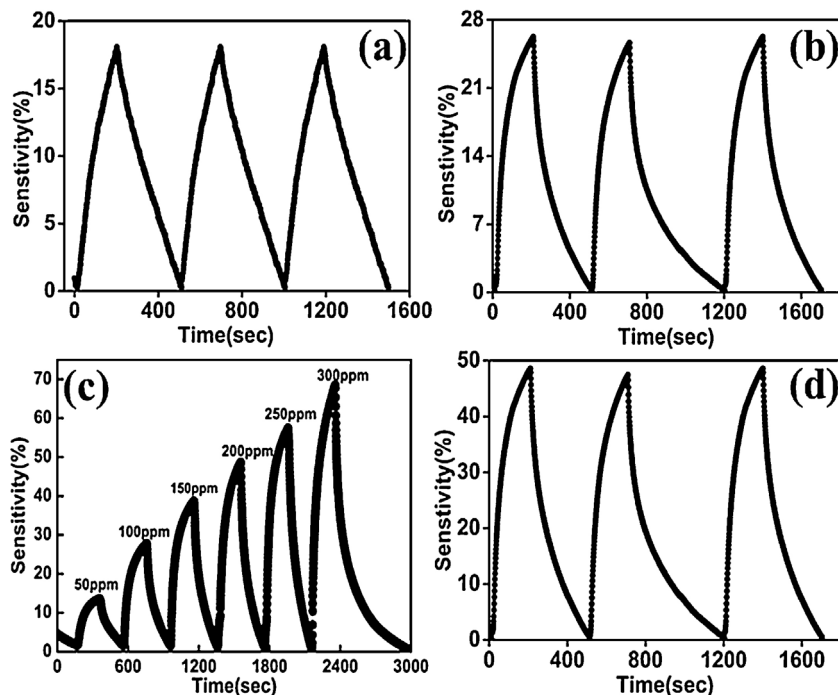 (a)
20
15
10
5
0
Senstivity(%)
0 400 800 1200 1600
Time(sec)
(b)
28
21
14
7
0
Senstivity(%)
0 400 800 1200 1600
Time(sec)
(c)
70
60
50
40
30
20
10
0
Sensitivity(%)
50ppm
100ppm
150ppm
200ppm
250ppm
300ppm
0 600 1200 1800 2400 3000
Time(sec)
(d)
50
40
30
20
10
0
Senstivity(%)
0 400 800 1200 1600
Time(sec)